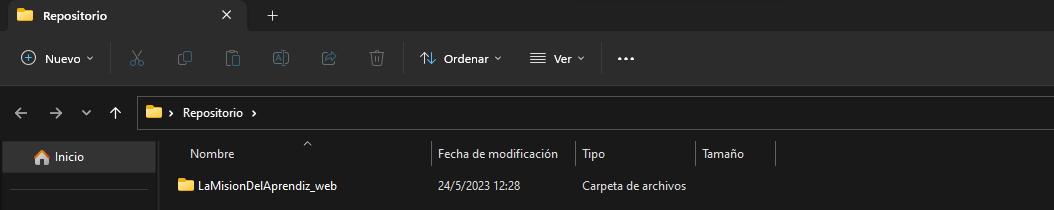 Repositorio
Nuevo Ordenar Ver
Repositorio
Inicio
Nombre Fecha de modificación Tipo Tamaño
LaMisionDelAprendiz_web 24/5/2023 12:28 Carpeta de archivos